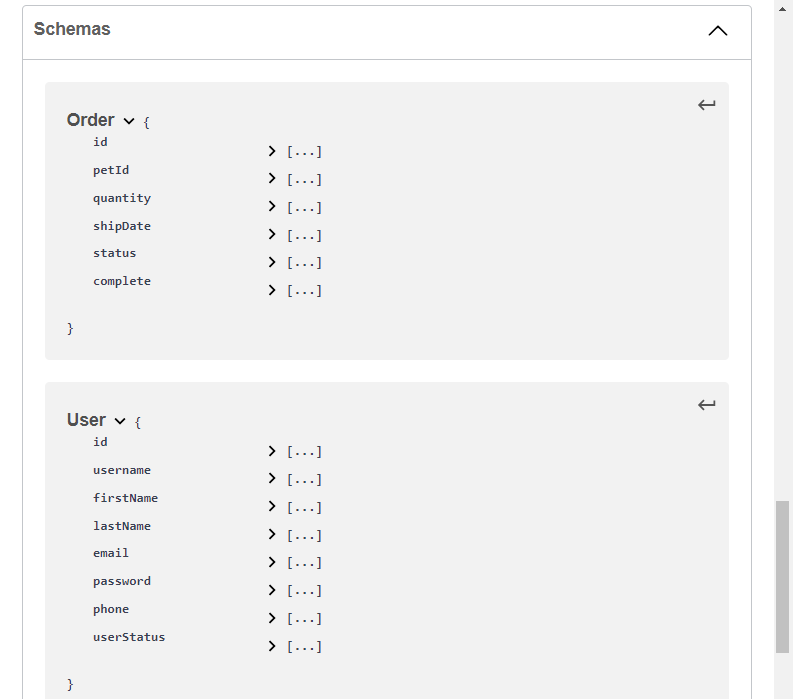 Schemas
Order {
id [...]
petId [...]
quantity [...]
shipDate [...]
status [...]
complete [...]
}
User {
id [...]
username [...]
firstName [...]
lastName [...]
email [...]
password [...]
phone [...]
userStatus [...]
}